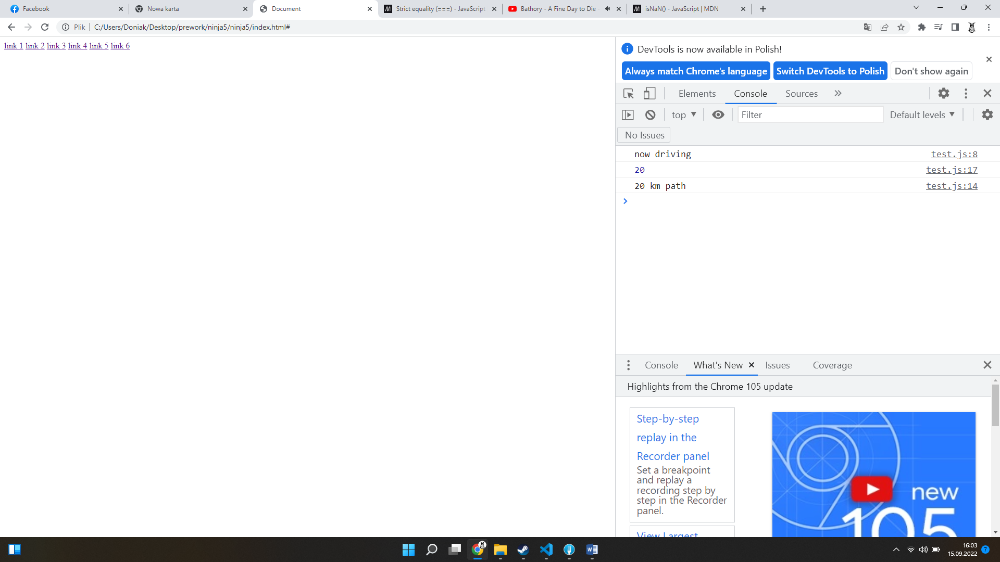 Facebook
Nowa karta
Document
Strict equality (===) - JavaScript
Bathory - A Fine Day to Die -
isNaN() - JavaScript | MDN
Plik
C:/Users/Doniak/Desktop/prework/ninja5/ninja5/index.html#
link 1 link 2 link 3 link 4 link 5 link 6
DevTools is now available in Polish!
Always match Chrome's language
Switch DevTools to Polish
Don't show again
Elements
Console
Sources
top
Filter
Default levels
No Issues
now driving
test.js:8
20
test.js:17
20 km path
test.js:14
Console
What's New
Issues
Coverage
Highlights from the Chrome 105 update
Step-by-step
replay in the
Recorder panel
Set a breakpoint
and replay a
recording step by
step in the Recorder
panel.
View Largest
new
105
16:03
15.09.2022
7